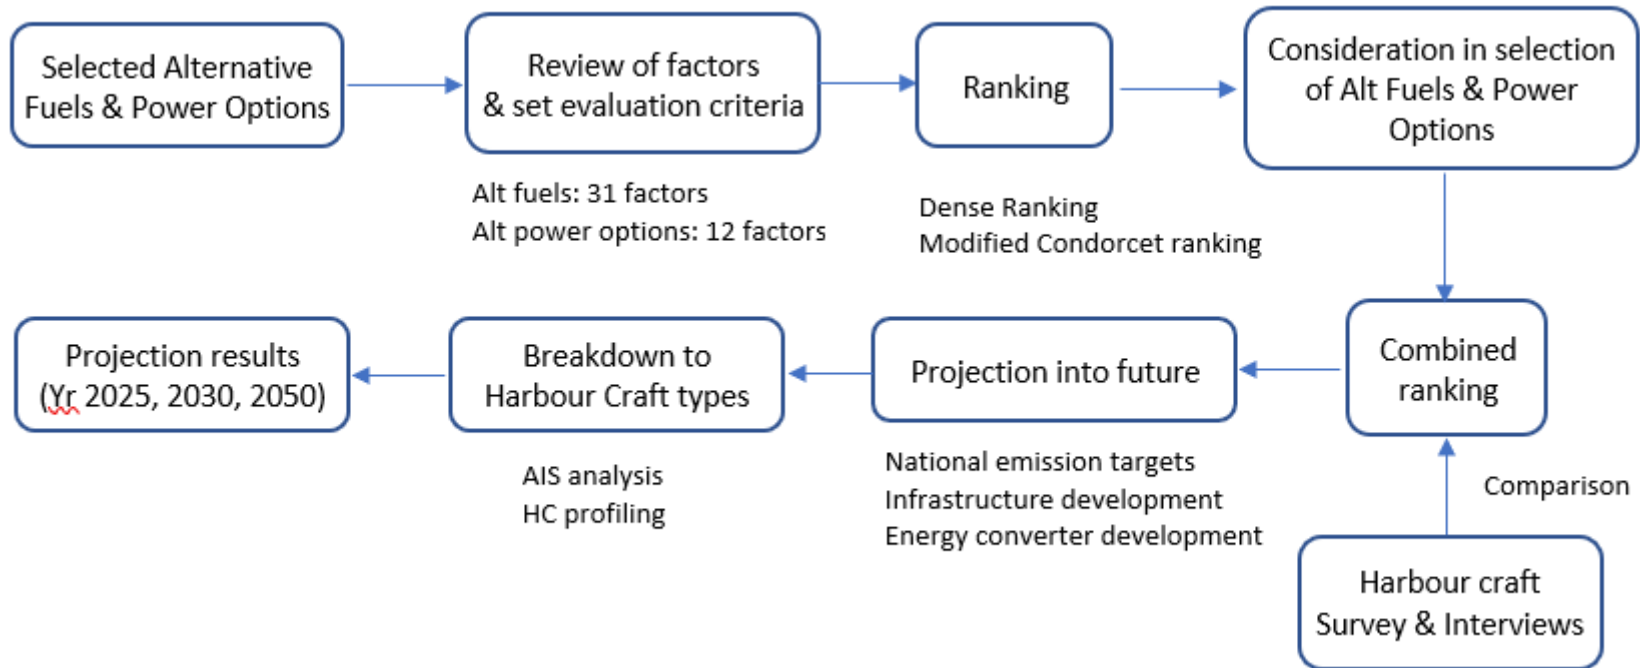 Selected Alternative
Fuels & Power Options
Review of factors
& set evaluation criteria
Alt fuels: 31 factors
Alt power options: 12 factors
Ranking
Dense Ranking
Modified Condorcet ranking
Consideration in selection
of Alt Fuels & Power
Options
Combined
ranking
Comparison
Harbour craft
Survey & Interviews
Projection into future
National emission targets
Infrastructure development
Energy converter development
Breakdown to
Harbour Craft types
AIS analysis
HC profiling
Projection results
(Yr 2025, 2030, 2050)